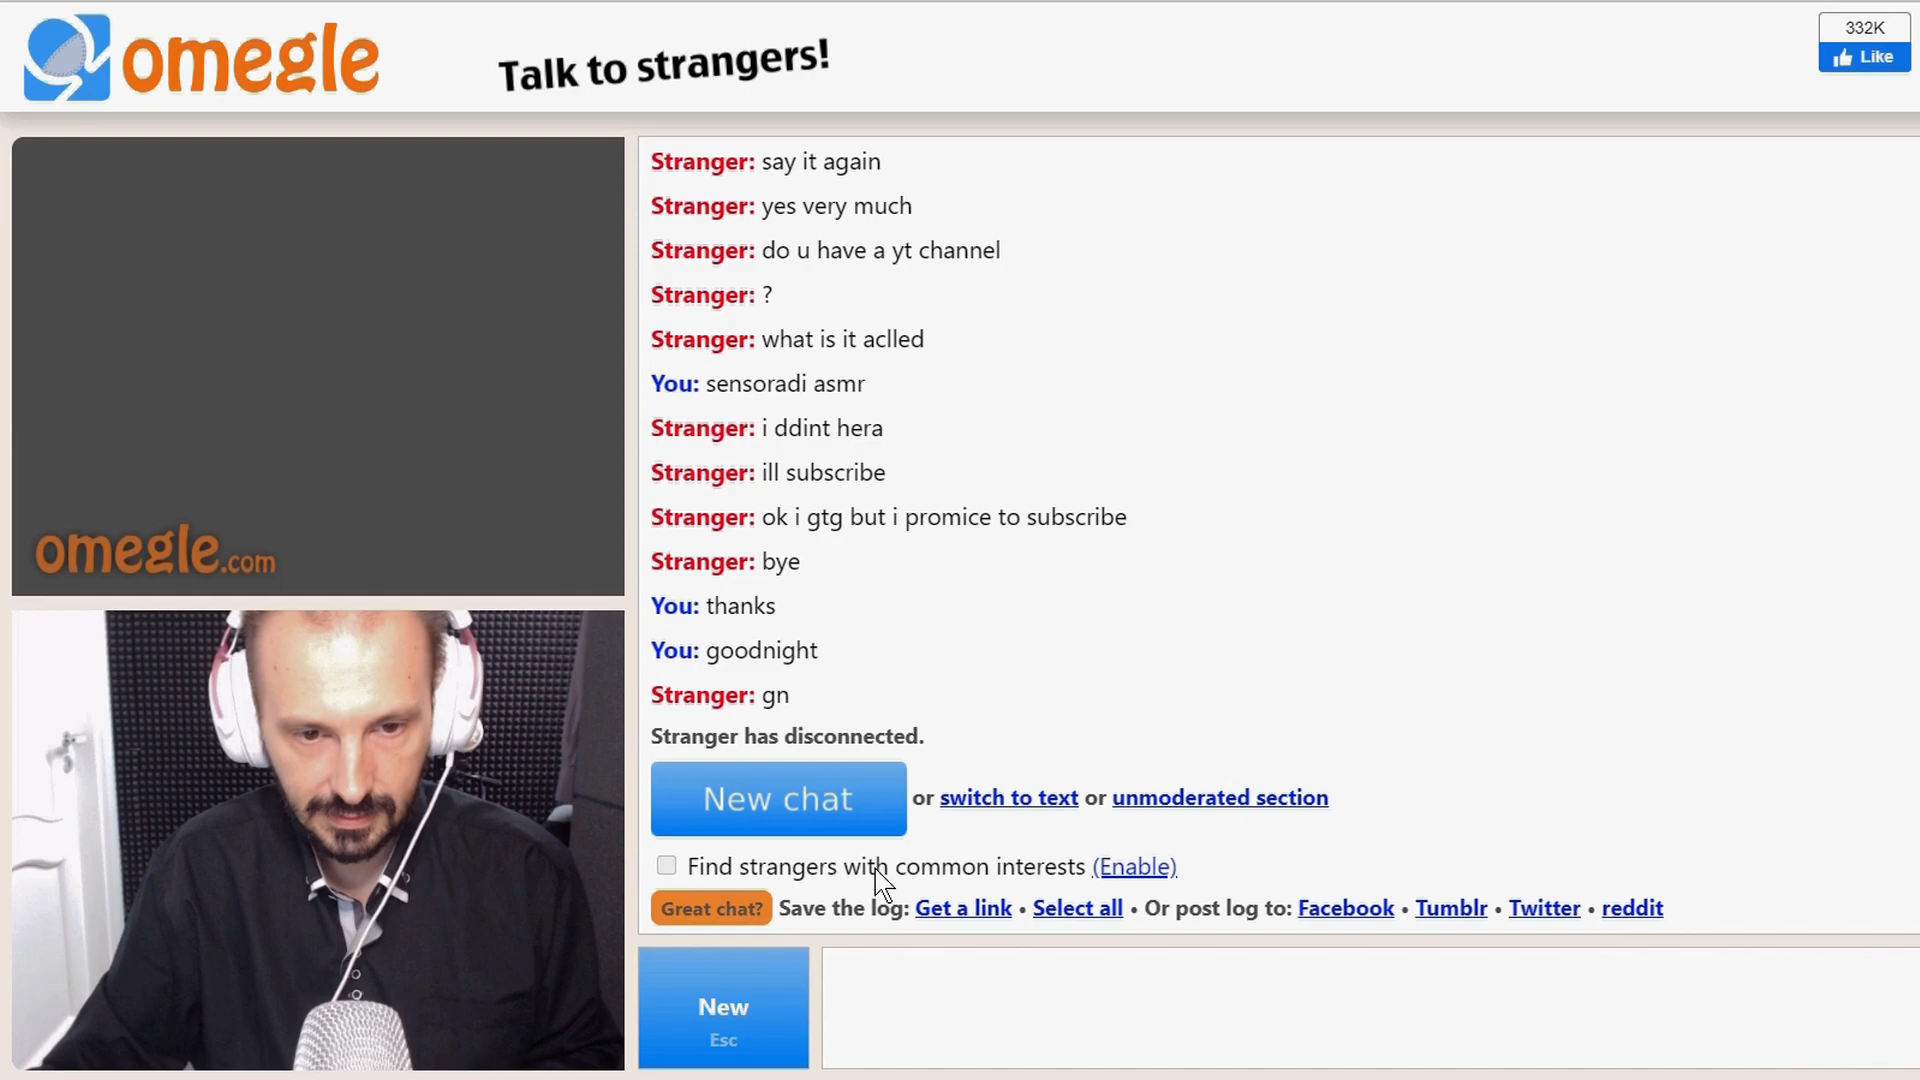 omegle
Talk to strangers!
332K
Like
Stranger: say it again
Stranger: yes very much
Stranger: do u have a yt channel
Stranger: ?
Stranger: what is it aclled
You: sensoradi asmr
Stranger: i ddint hera
Stranger: ill subscribe
Stranger: ok i gtg but i promice to subscribe
Stranger: bye
You: thanks
You: goodnight
Stranger: gn
Stranger has disconnected.
New chat or switch to text or unmoderated section
Find strangers with common interests (Enable)
Great chat? Save the log: Get a link • Select all • Or post log to: Facebook • Tumblr • Twitter • reddit
omegle.com
New
Esc